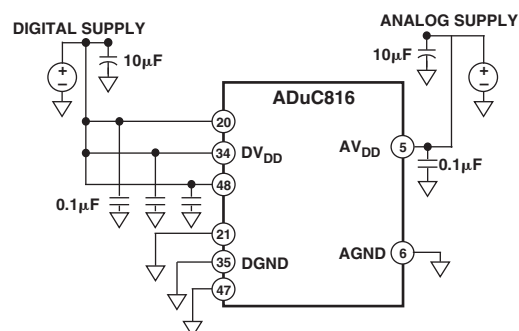 DIGITAL SUPPLY
ANALOG SUPPLY
+
−
10µF
10µF
+
−
ADuC816
20
34
DVDD
48
AVDD
5
0.1µF
0.1µF
21
35
DGND
47
AGND
6